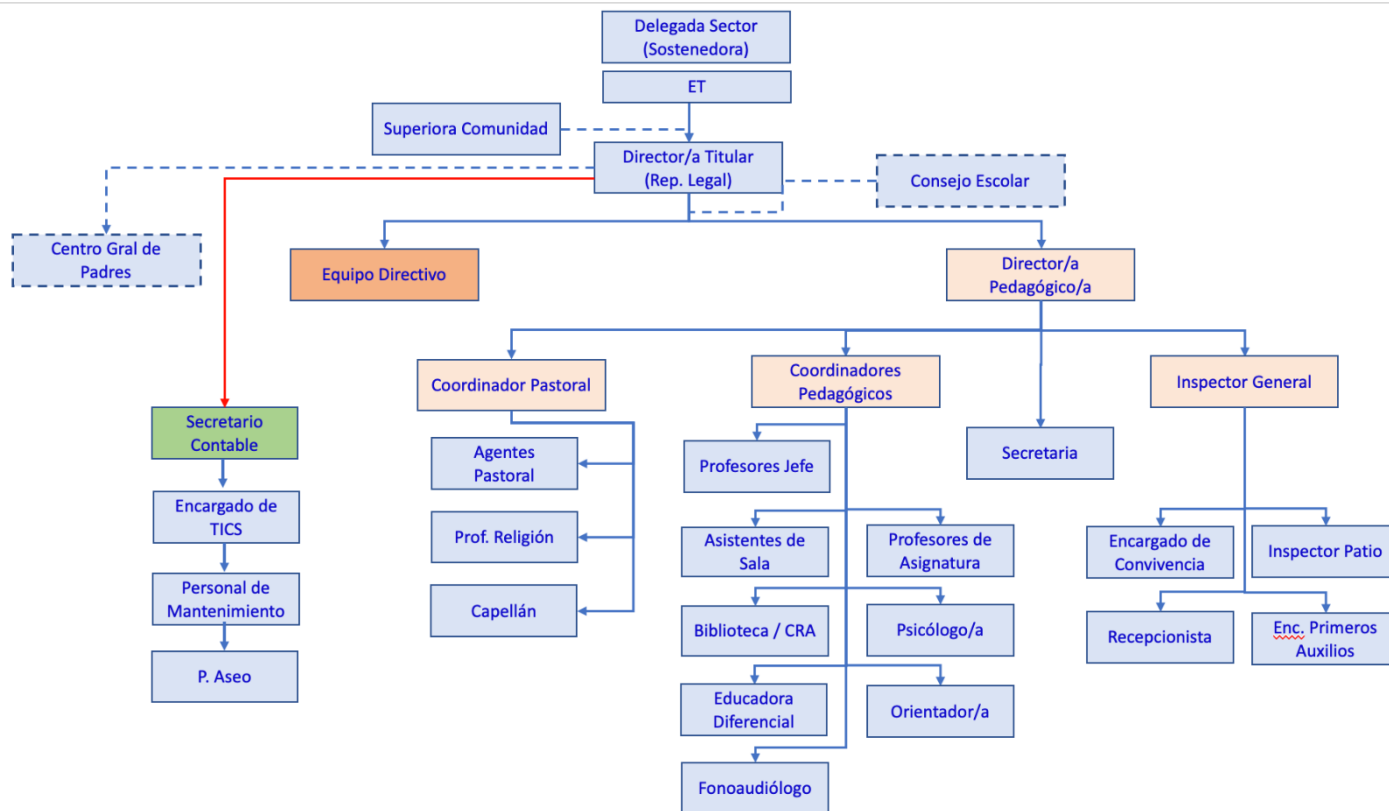 Delegada Sector
(Sostenedora)
ET
Superiora Comunidad
Director/a Titular
(Rep. Legal)
Consejo Escolar
Centro Gral de
Padres
Equipo Directivo
Director/a
Pedagógico/a
Coordinador Pastoral
Coordinadores
Pedagógicos
Inspector General
Secretario
Contable
Agentes
Pastoral
Profesores Jefe
Secretaria
Encargado de
TICS
Prof. Religión
Asistentes de
Sala
Profesores de
Asignatura
Encargado de
Convivencia
Inspector Patio
Personal de
Mantenimiento
Capellán
Biblioteca / CRA
Psicólogo/a
Recepcionista
Enc. Primeros
Auxilios
P. Aseo
Educadora
Diferencial
Orientador/a
Fonoaudiólogo